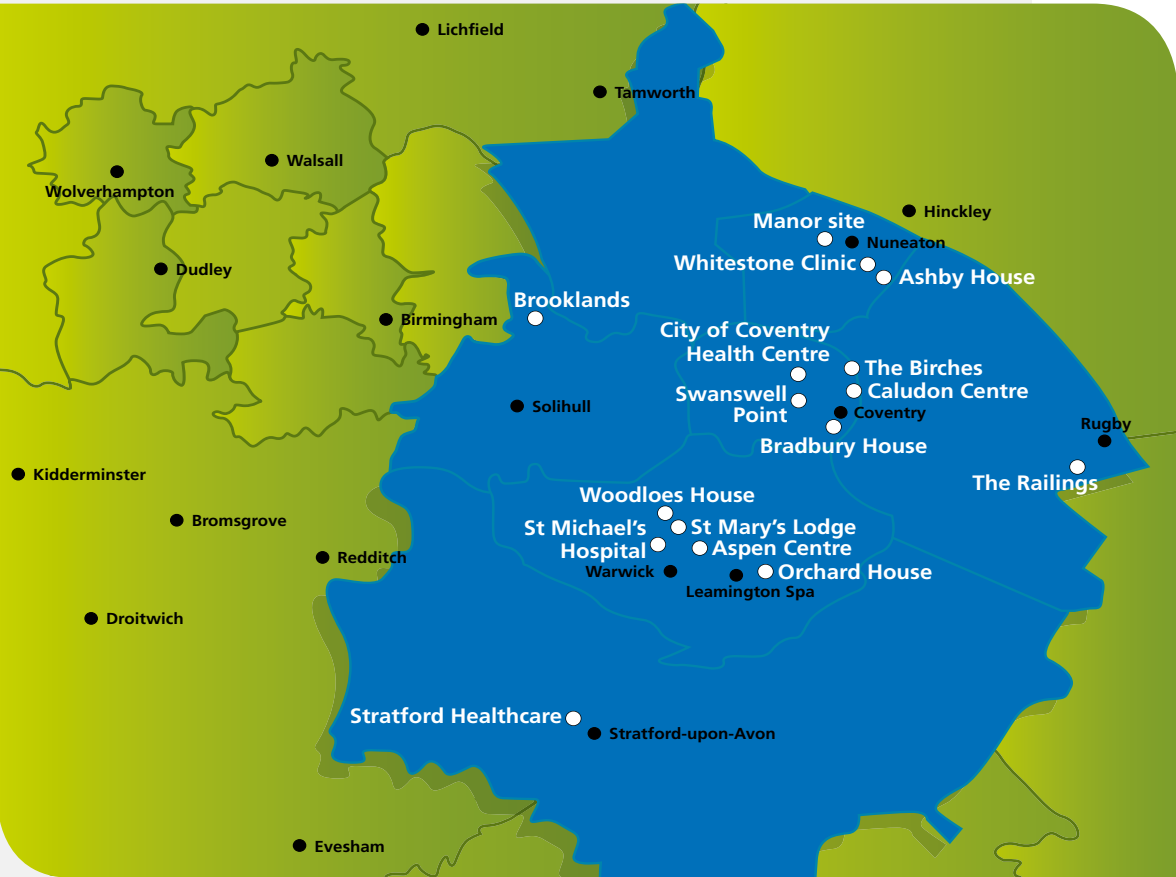 Lichfield
Tamworth
Walsall
Wolverhampton
Hinckley
Manor site
Nuneaton
Whitestone Clinic
Ashby House
Dudley
Brooklands
Birmingham
City of Coventry
Health Centre
The Birches
Caludon Centre
Swanswell
Point
Coventry
Bradbury House
Solihull
Rugby
The Railings
Kidderminster
Woodloes House
Bromsgrove
St Michael’s
Hospital
St Mary’s Lodge
Aspen Centre
Redditch
Warwick
Orchard House
Leamington Spa
Droitwich
Stratford Healthcare
Stratford-upon-Avon
Evesham